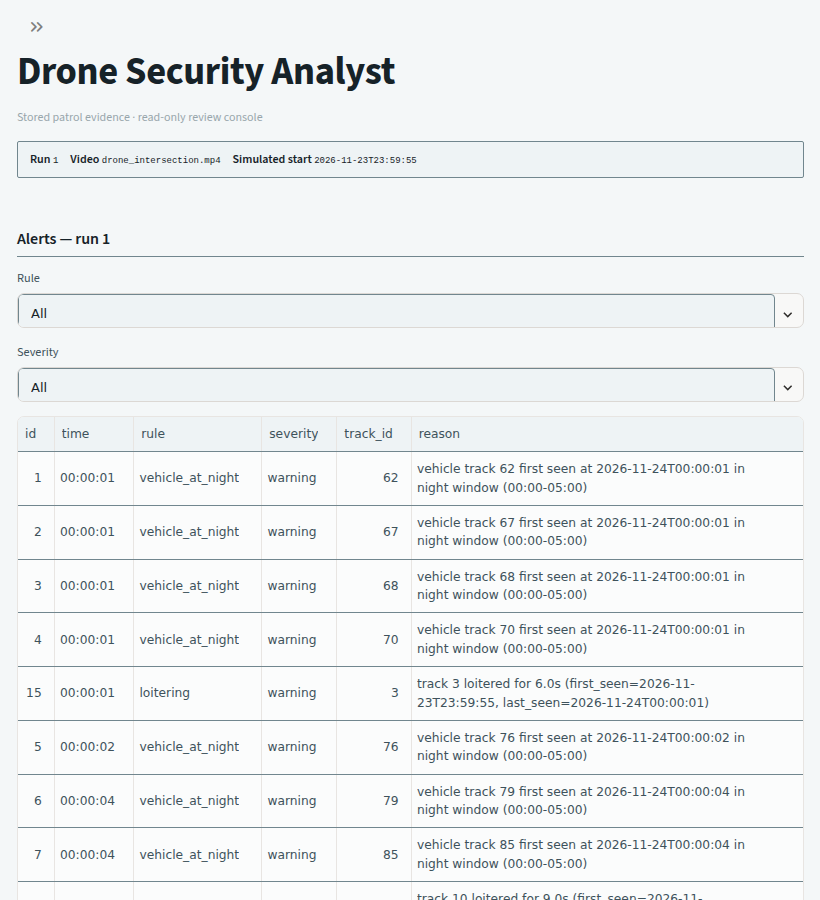 Drone Security Analyst
Stored patrol evidence · read-only review console
Run 1 Video drone_intersection.mp4 Simulated start 2026-11-23T23:59:55
Alerts — run 1
Rule
All
Severity
All
id time rule severity track_id reason
1 00:00:01 vehicle_at_night warning 62 vehicle track 62 first seen at 2026-11-24T00:00:01 in
night window (00:00-05:00)
2 00:00:01 vehicle_at_night warning 67 vehicle track 67 first seen at 2026-11-24T00:00:01 in
night window (00:00-05:00)
3 00:00:01 vehicle_at_night warning 68 vehicle track 68 first seen at 2026-11-24T00:00:01 in
night window (00:00-05:00)
4 00:00:01 vehicle_at_night warning 70 vehicle track 70 first seen at 2026-11-24T00:00:01 in
night window (00:00-05:00)
15 00:00:01 loitering warning 3 track 3 loitered for 6.0s (first_seen=2026-11-
23T23:59:55, last_seen=2026-11-24T00:00:01)
5 00:00:02 vehicle_at_night warning 76 vehicle track 76 first seen at 2026-11-24T00:00:02 in
night window (00:00-05:00)
6 00:00:04 vehicle_at_night warning 79 vehicle track 79 first seen at 2026-11-24T00:00:04 in
night window (00:00-05:00)
7 00:00:04 vehicle_at_night warning 85 vehicle track 85 first seen at 2026-11-24T00:00:04 in
night window (00:00-05:00)
track 10 loitered for 9.0s (first_seen=2026-11-